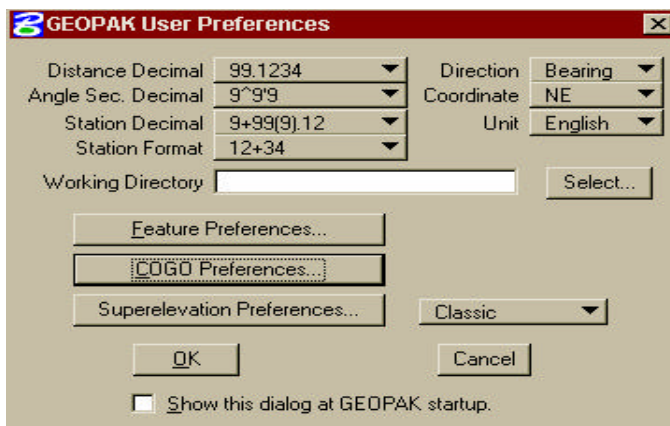 GEOPAK User Preferences
Distance Decimal 99.1234 Direction Bearing
Angle Sec. Decimal 9^9'9 Coordinate NE
Station Decimal 9+99(9).12 Unit English
Station Format 12+34
Working Directory Select...
Feature Preferences...
COGO Preferences...
Superelevation Preferences... Classic
OK Cancel
Show this dialog at GEOPAK startup.